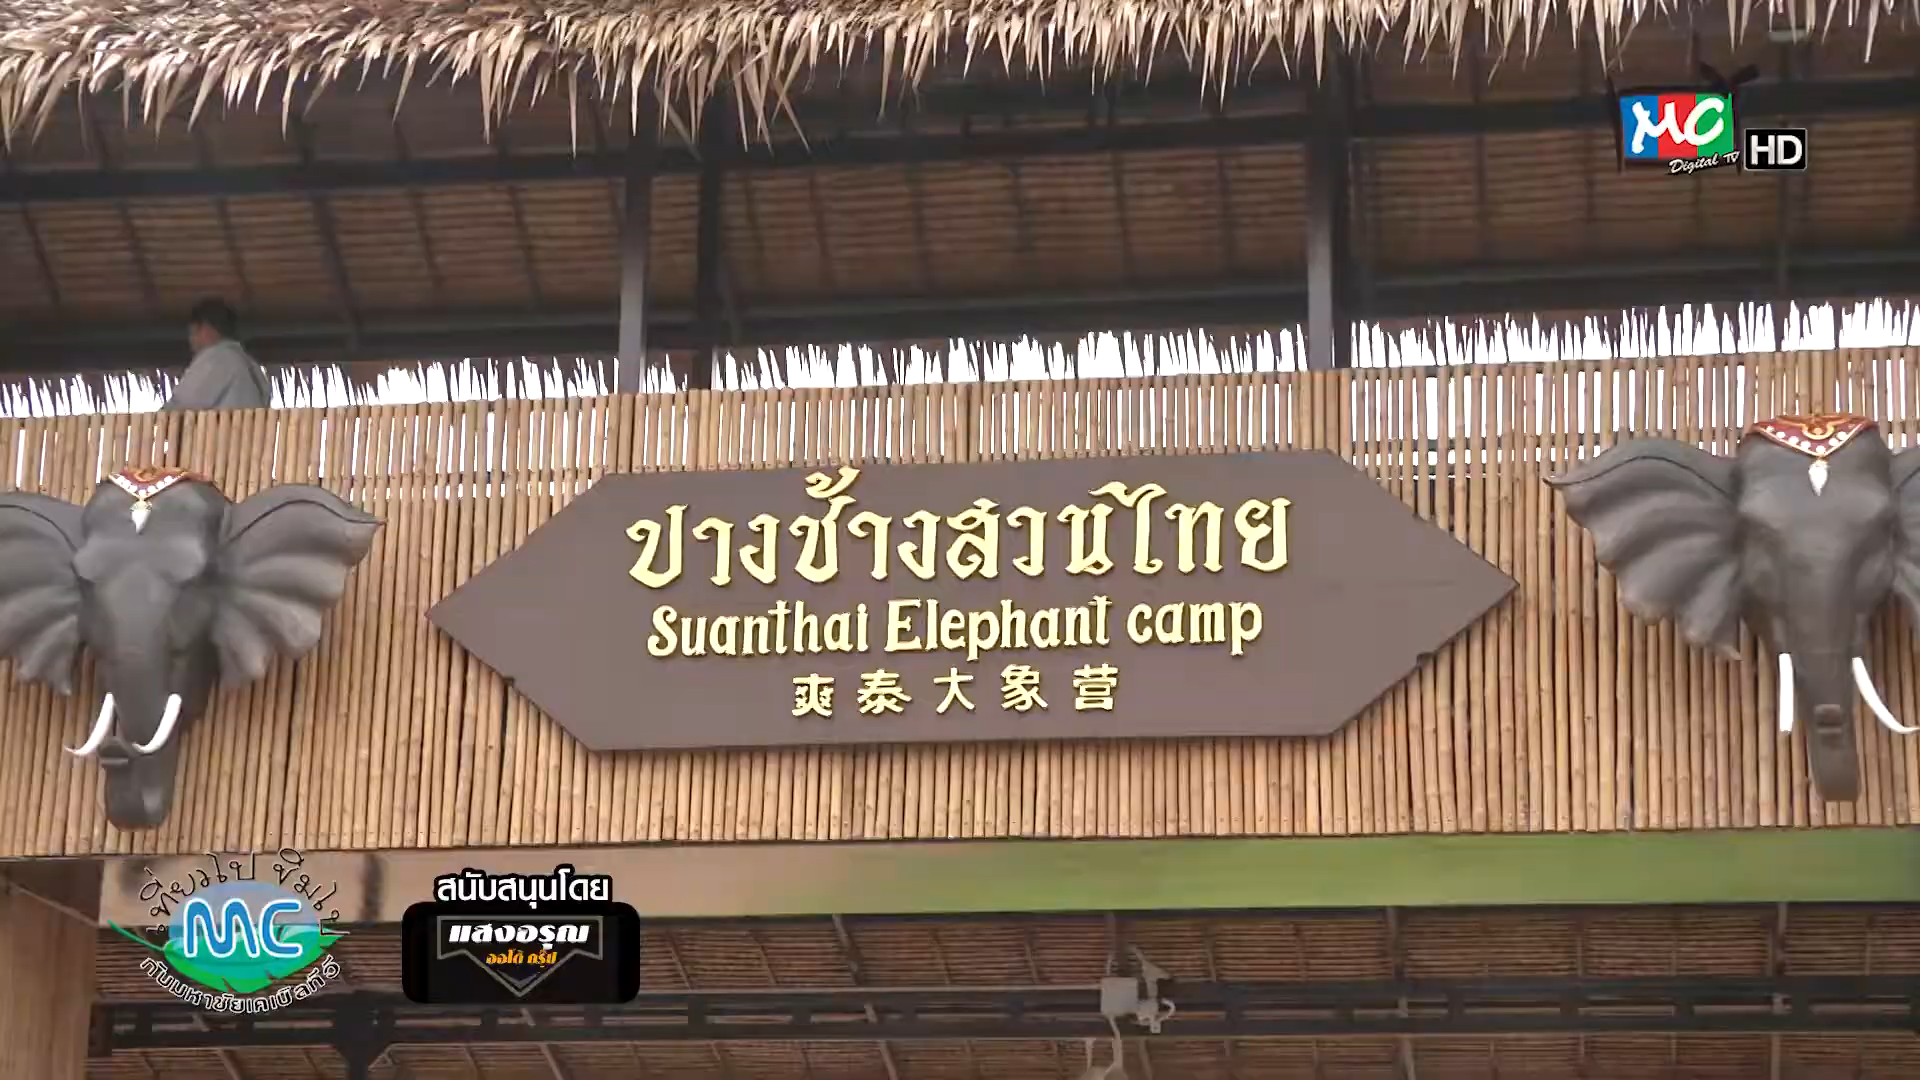 MC
Digital TV HD
ปางช้างสวนไทย
Suanthai Elephant camp
爽泰大象营
เที่ยวไป ชิมไป
MC
กับมหาชัยเคเบิลทีวี
สนับสนุนโดย
แสงอรุณ
ออโต้ กรุ๊ป